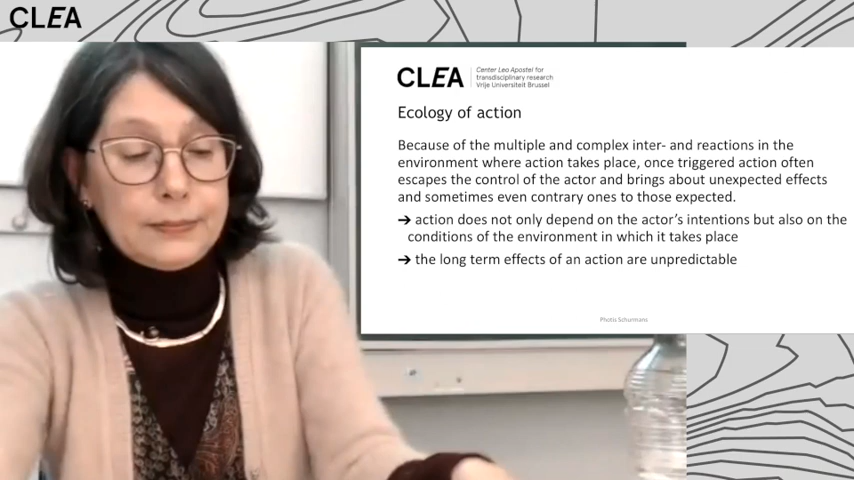 CLEA
CLEA
Center Leo Apostel for
transdisciplinary research
Vrije Universiteit Brussel
Ecology of action
Because of the multiple and complex inter- and reactions in the
environment where action takes place, once triggered action often
escapes the control of the actor and brings about unexpected effects
and sometimes even contrary ones to those expected.
➔ action does not only depend on the actor's intentions but also on the
conditions of the environment in which it takes place
➔ the long term effects of an action are unpredictable
Photis Schurmans